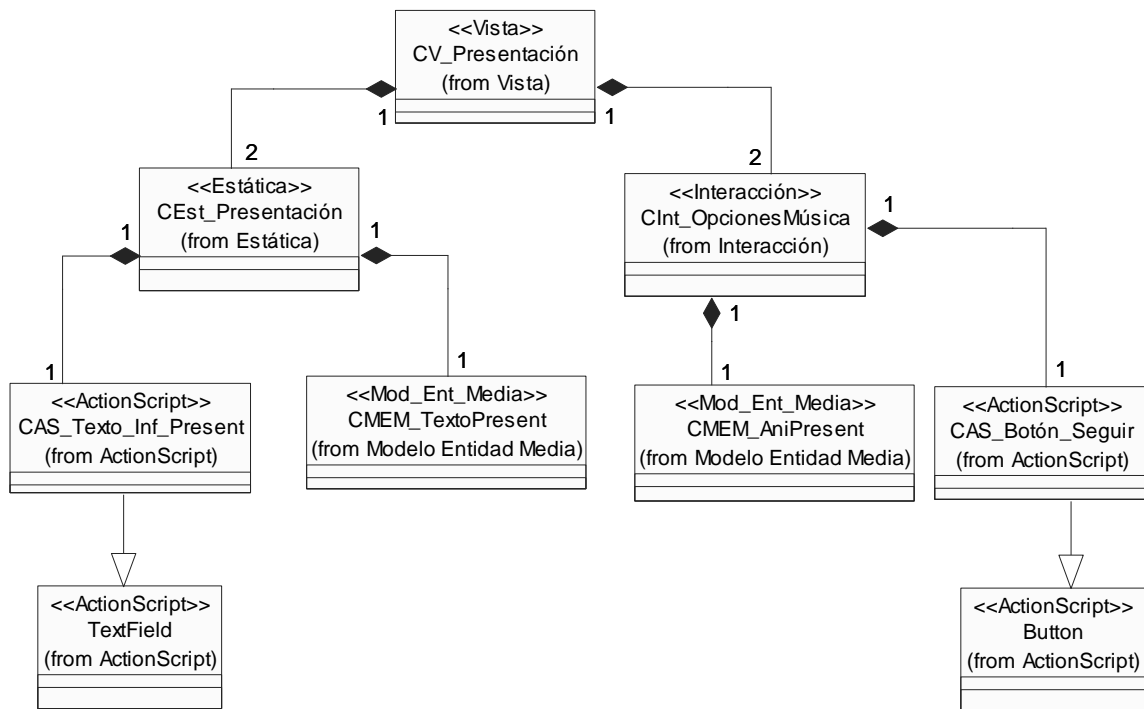 <<Vista>>
CV_Presentación
(from Vista)
1
1
2
2
<<Estática>>
CEst_Presentación
(from Estática)
<<Interacción>>
CInt_OpcionesMúsica
(from Interacción)
1
1
1
1
1
1
1
1
<<ActionScript>>
CAS_Texto_Inf_Present
(from ActionScript)
<<Mod_Ent_Media>>
CMEM_TextoPresent
(from Modelo Entidad Media)
<<Mod_Ent_Media>>
CMEM_AniPresent
(from Modelo Entidad Media)
<<ActionScript>>
CAS_Botón_Seguir
(from ActionScript)
<<ActionScript>>
TextField
(from ActionScript)
<<ActionScript>>
Button
(from ActionScript)